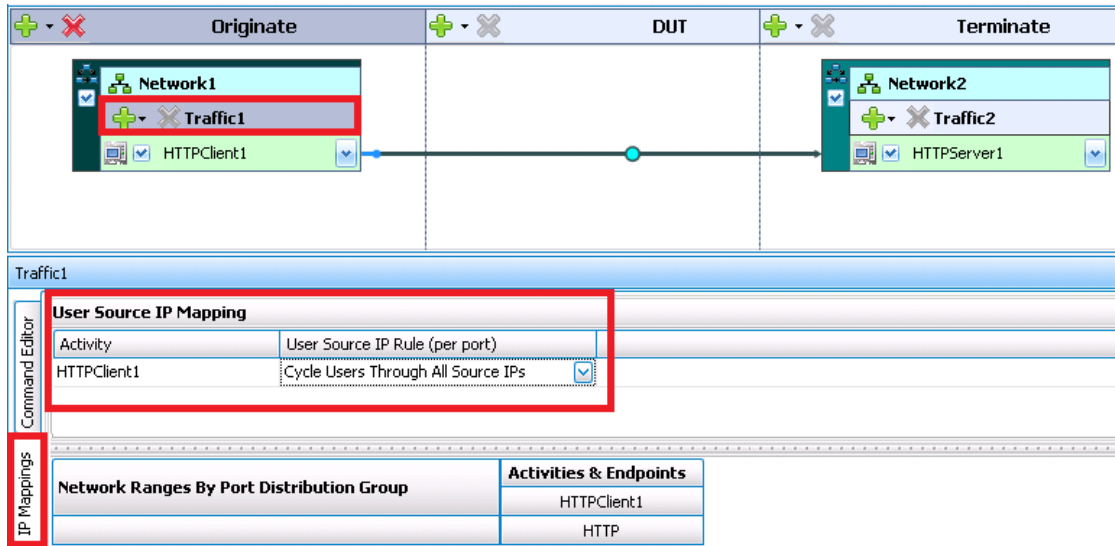 Originate
DUT
Terminate
Network1
Traffic1
HTTPClient1
Network2
Traffic2
HTTPServer1
Traffic1
Command Editor
IP Mappings
User Source IP Mapping
Activity User Source IP Rule (per port)
HTTPClient1 Cycle Users Through All Source IPs
Network Ranges By Port Distribution Group
Activities & Endpoints
HTTPClient1
HTTP